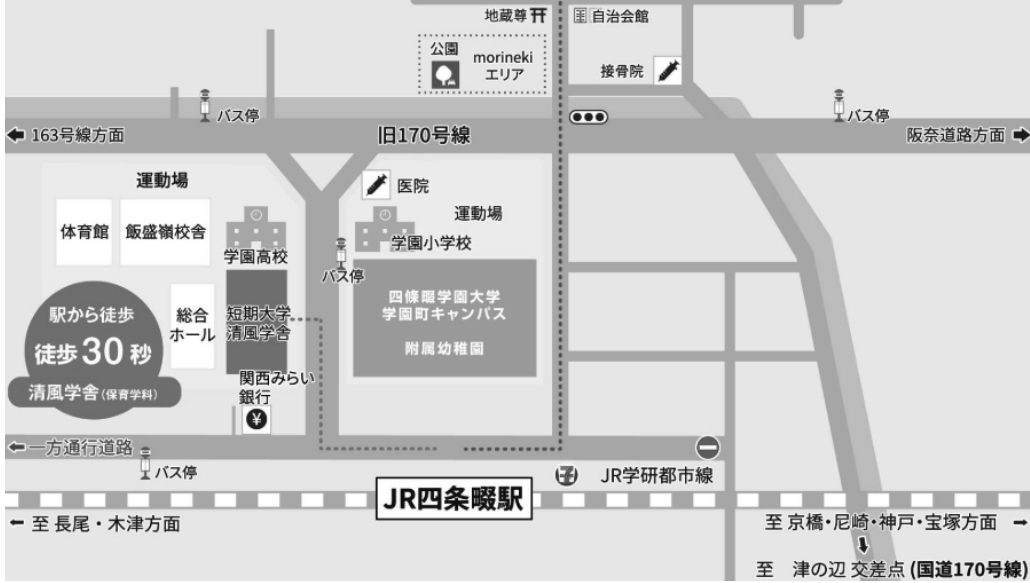 地蔵尊
自治会館
公園
morineki
エリア
接骨院
バス停
バス停
163号線方面
旧170号線
阪奈道路方面
運動場
医院
運動場
体育館
飯盛嶺校舎
学園高校
学園小学校
バス停
四條畷学園大学
学園町キャンパス
附属幼稚園
駅から徒歩
徒歩30秒
清風学舎(保育学科)
総合
ホール
短期大学
清風学舎
関西みらい
銀行
¥
一方通行道路
バス停
〒
JR学研都市線
JR四条畷駅
至 長尾・木津方面
至 京橋・尼崎・神戸・宝塚方面
至 津の辺 交差点 (国道170号線)